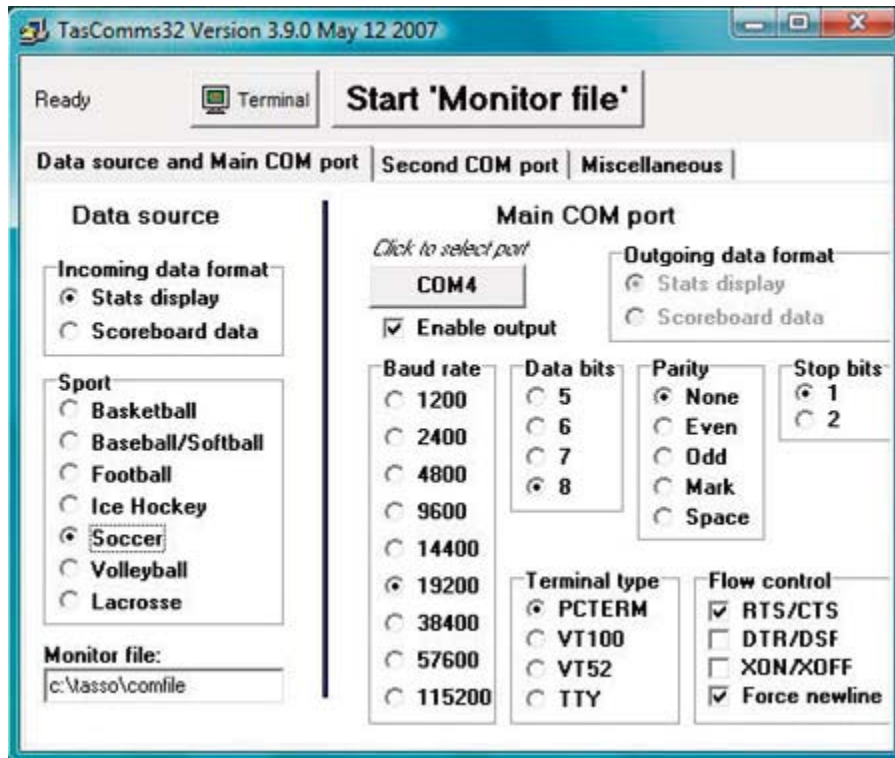 TasComms32 Version 3.9.0 May 12 2007
Ready
Terminal
Start 'Monitor file'
Data source and Main COM port
Second COM port
Miscellaneous
Data source
Incoming data format
Stats display
Scoreboard data
Sport
Basketball
Baseball/Softball
Football
Ice Hockey
Soccer
Volleyball
Lacrosse
Monitor file:
c:\tasso\comfile
Main COM port
Click to select port
COM4
Enable output
Outgoing data format
Stats display
Scoreboard data
Baud rate
1200
2400
4800
9600
14400
19200
38400
57600
115200
Data bits
5
6
7
8
Parity
None
Even
Odd
Mark
Space
Stop bits
1
2
Terminal type
PCTERM
VT100
VT52
TTY
Flow control
RTS/CTS
DTR/DSF
XON/XOFF
Force newline